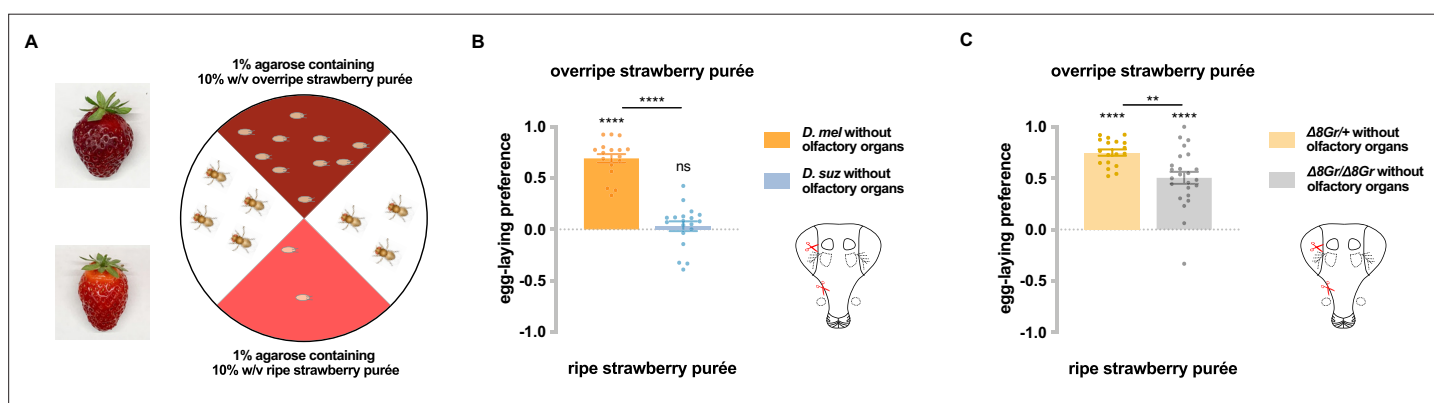 A
1% agarose containing
10% w/v overripe strawberry purée
1% agarose containing
10% w/v ripe strawberry purée
B
overripe strawberry purée
****
****
ns
1.0
0.5
0.0
-0.5
-1.0
egg-laying preference
ripe strawberry purée
D. mel without
olfactory organs
D. suz without
olfactory organs
C
overripe strawberry purée
**
****
****
1.0
0.5
0.0
-0.5
-1.0
egg-laying preference
ripe strawberry purée
Δ8Gr/+ without
olfactory organs
Δ8Gr/Δ8Gr without
olfactory organs